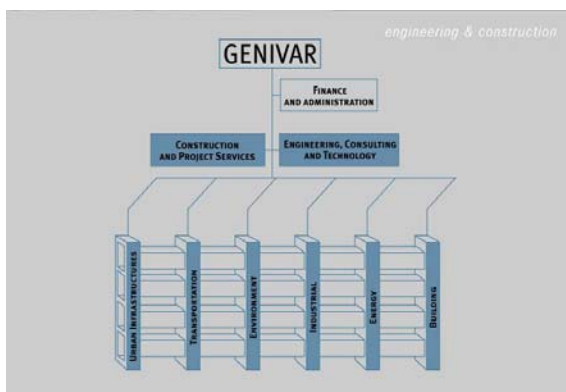 engineering & construction
GENIVAR
FINANCE
AND ADMINISTRATION
CONSTRUCTION
AND PROJECT SERVICES
ENGINEERING, CONSULTING
AND TECHNOLOGY
URBAN INFRASTRUCTURES
TRANSPORTATION
ENVIRONMENT
INDUSTRIAL
ENERGY
BUILDING